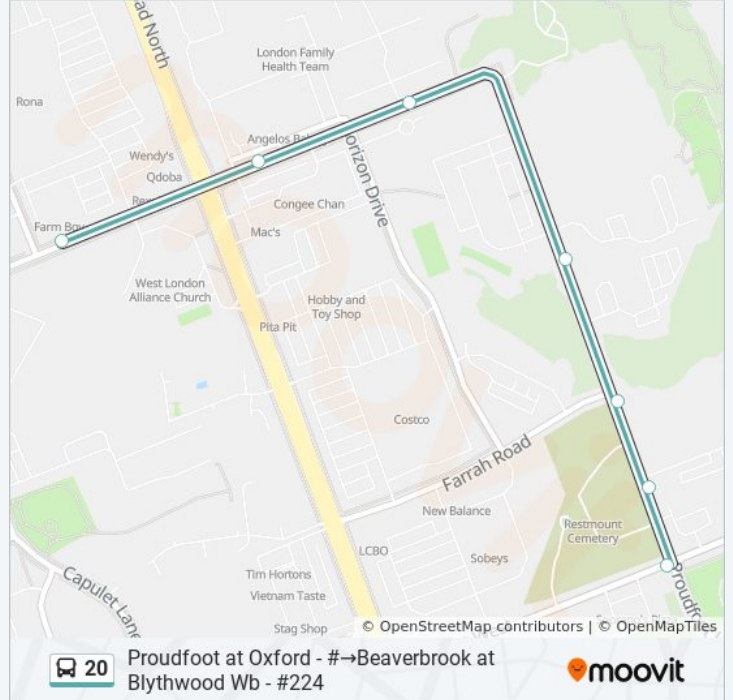 ad North
London Family
Health Team
Rona
Angelos
Wendy's
Qdoba
orizon Drive
Congee Chan
Farm Bo
Mac's
West London
Alliance Church
Hobby and
Toy Shop
Pita Pit
Costco
Farrah Road
New Balance
Restmount
Cemetery
LCBO
Sobeys
Tim Hortons
Capulet Lane
Vietnam Taste
Proudf
Stag Shop
© OpenStreetMap contributors | © OpenMapTiles
20
Proudfoot at Oxford - #→Beaverbrook at
Blythwood Wb - #224
moovit